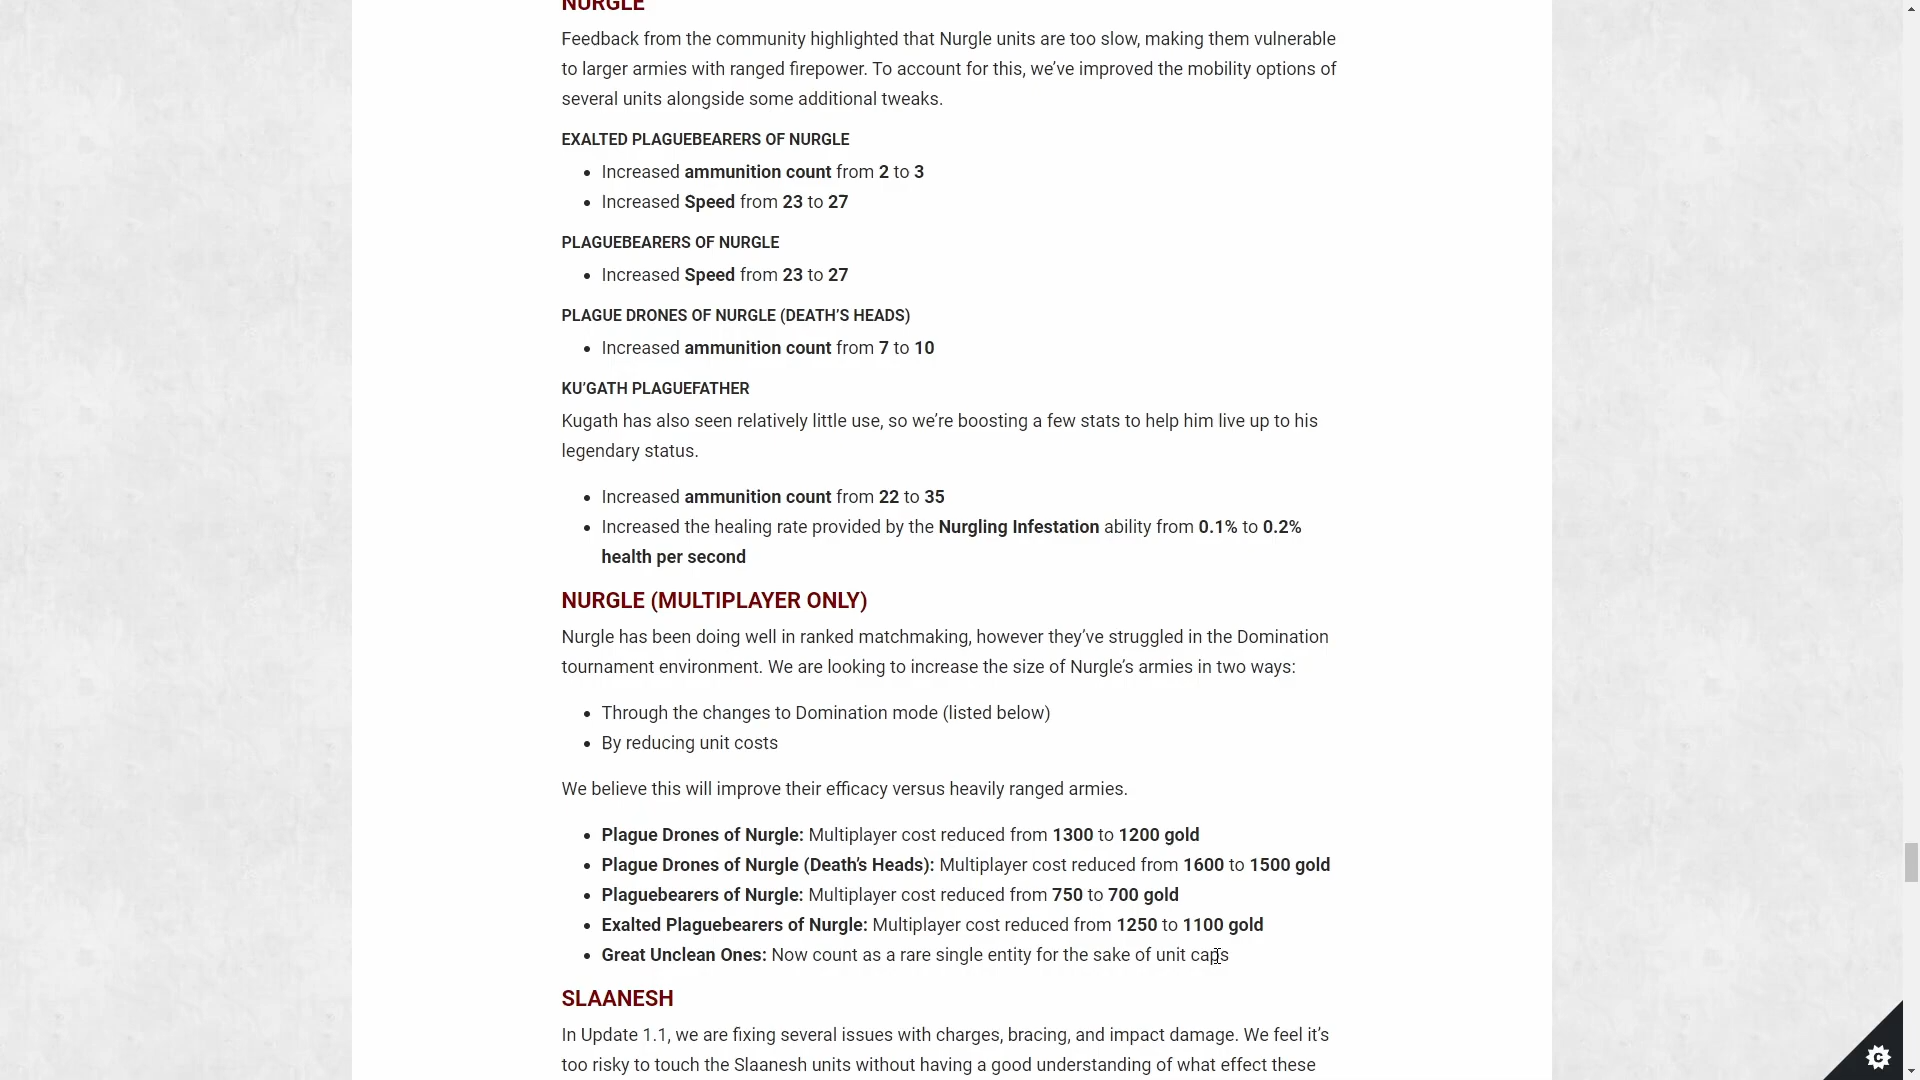 NURGLE
Feedback from the community highlighted that Nurgle units are too slow, making them vulnerable
to larger armies with ranged firepower. To account for this, we’ve improved the mobility options of
several units alongside some additional tweaks.
EXALTED PLAGUEBEARERS OF NURGLE
• Increased ammunition count from 2 to 3
• Increased Speed from 23 to 27
PLAGUEBEARERS OF NURGLE
• Increased Speed from 23 to 27
PLAGUE DRONES OF NURGLE (DEATH’S HEADS)
• Increased ammunition count from 7 to 10
KU’GATH PLAGUEFATHER
Kugath has also seen relatively little use, so we’re boosting a few stats to help him live up to his
legendary status.
• Increased ammunition count from 22 to 35
• Increased the healing rate provided by the Nurgling Infestation ability from 0.1% to 0.2%
health per second
NURGLE (MULTIPLAYER ONLY)
Nurgle has been doing well in ranked matchmaking, however they’ve struggled in the Domination
tournament environment. We are looking to increase the size of Nurgle’s armies in two ways:
• Through the changes to Domination mode (listed below)
• By reducing unit costs
We believe this will improve their efficacy versus heavily ranged armies.
• Plague Drones of Nurgle: Multiplayer cost reduced from 1300 to 1200 gold
• Plague Drones of Nurgle (Death’s Heads): Multiplayer cost reduced from 1600 to 1500 gold
• Plaguebearers of Nurgle: Multiplayer cost reduced from 750 to 700 gold
• Exalted Plaguebearers of Nurgle: Multiplayer cost reduced from 1250 to 1100 gold
• Great Unclean Ones: Now count as a rare single entity for the sake of unit caps
SLAANESH
In Update 1.1, we are fixing several issues with charges, bracing, and impact damage. We feel it’s
too risky to touch the Slaanesh units without having a good understanding of what effect these